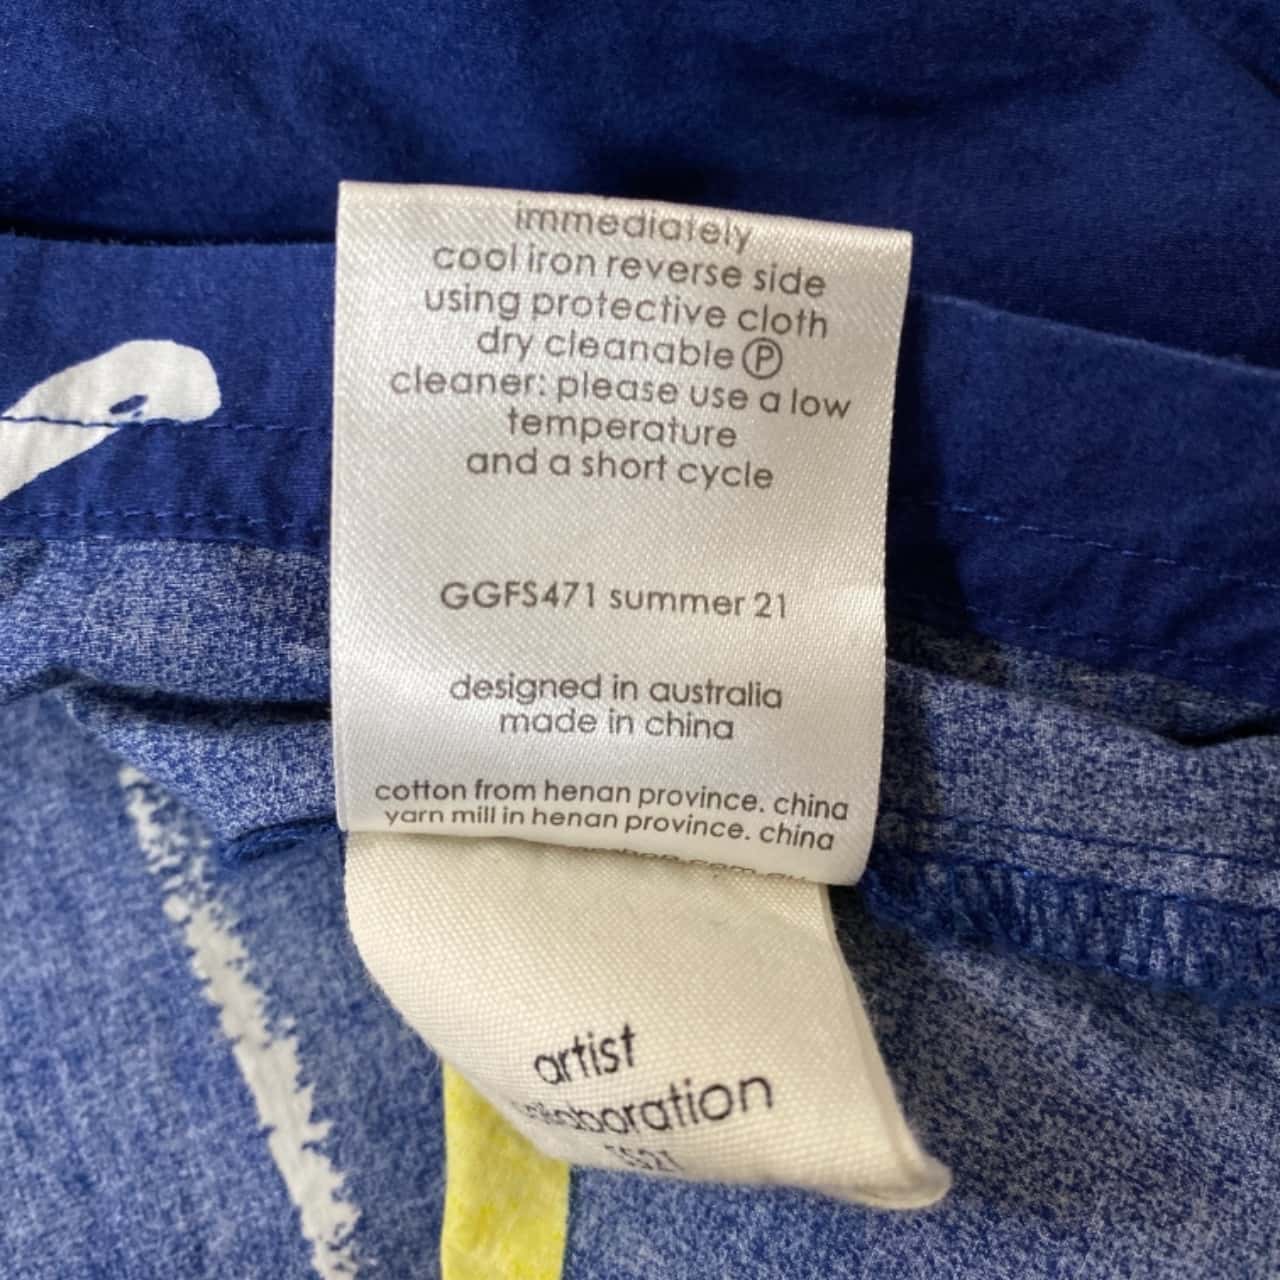 immediately
cool iron reverse side
using protective cloth
dry cleanable Ⓟ
cleaner: please use a low
temperature
and a short cycle
GGFS471 summer 21
designed in australia
made in china
cotton from henan province. china
yarn mill in henan province. china
artist